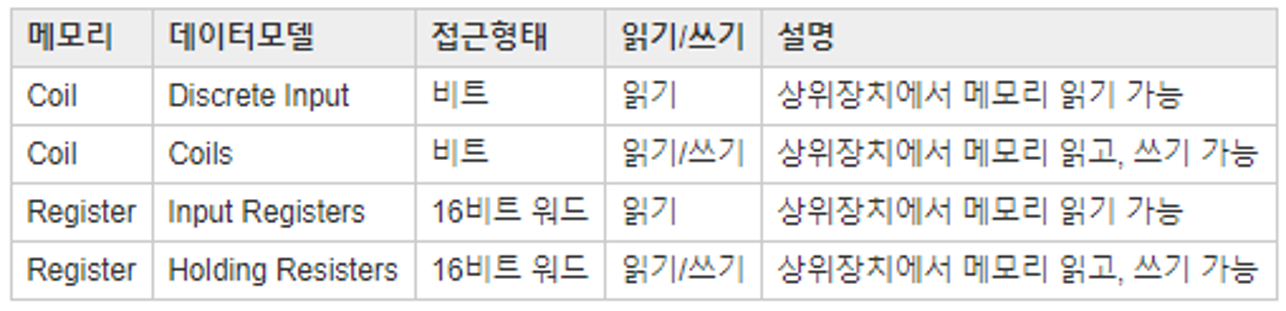 메모리 데이터모델 접근형태 읽기/쓰기 설명
Coil Discrete Input 비트 읽기 상위장치에서 메모리 읽기 가능
Coil Coils 비트 읽기/쓰기 상위장치에서 메모리 읽고, 쓰기 가능
Register Input Registers 16비트 워드 읽기 상위장치에서 메모리 읽기 가능
Register Holding Resisters 16비트 워드 읽기/쓰기 상위장치에서 메모리 읽고, 쓰기 가능